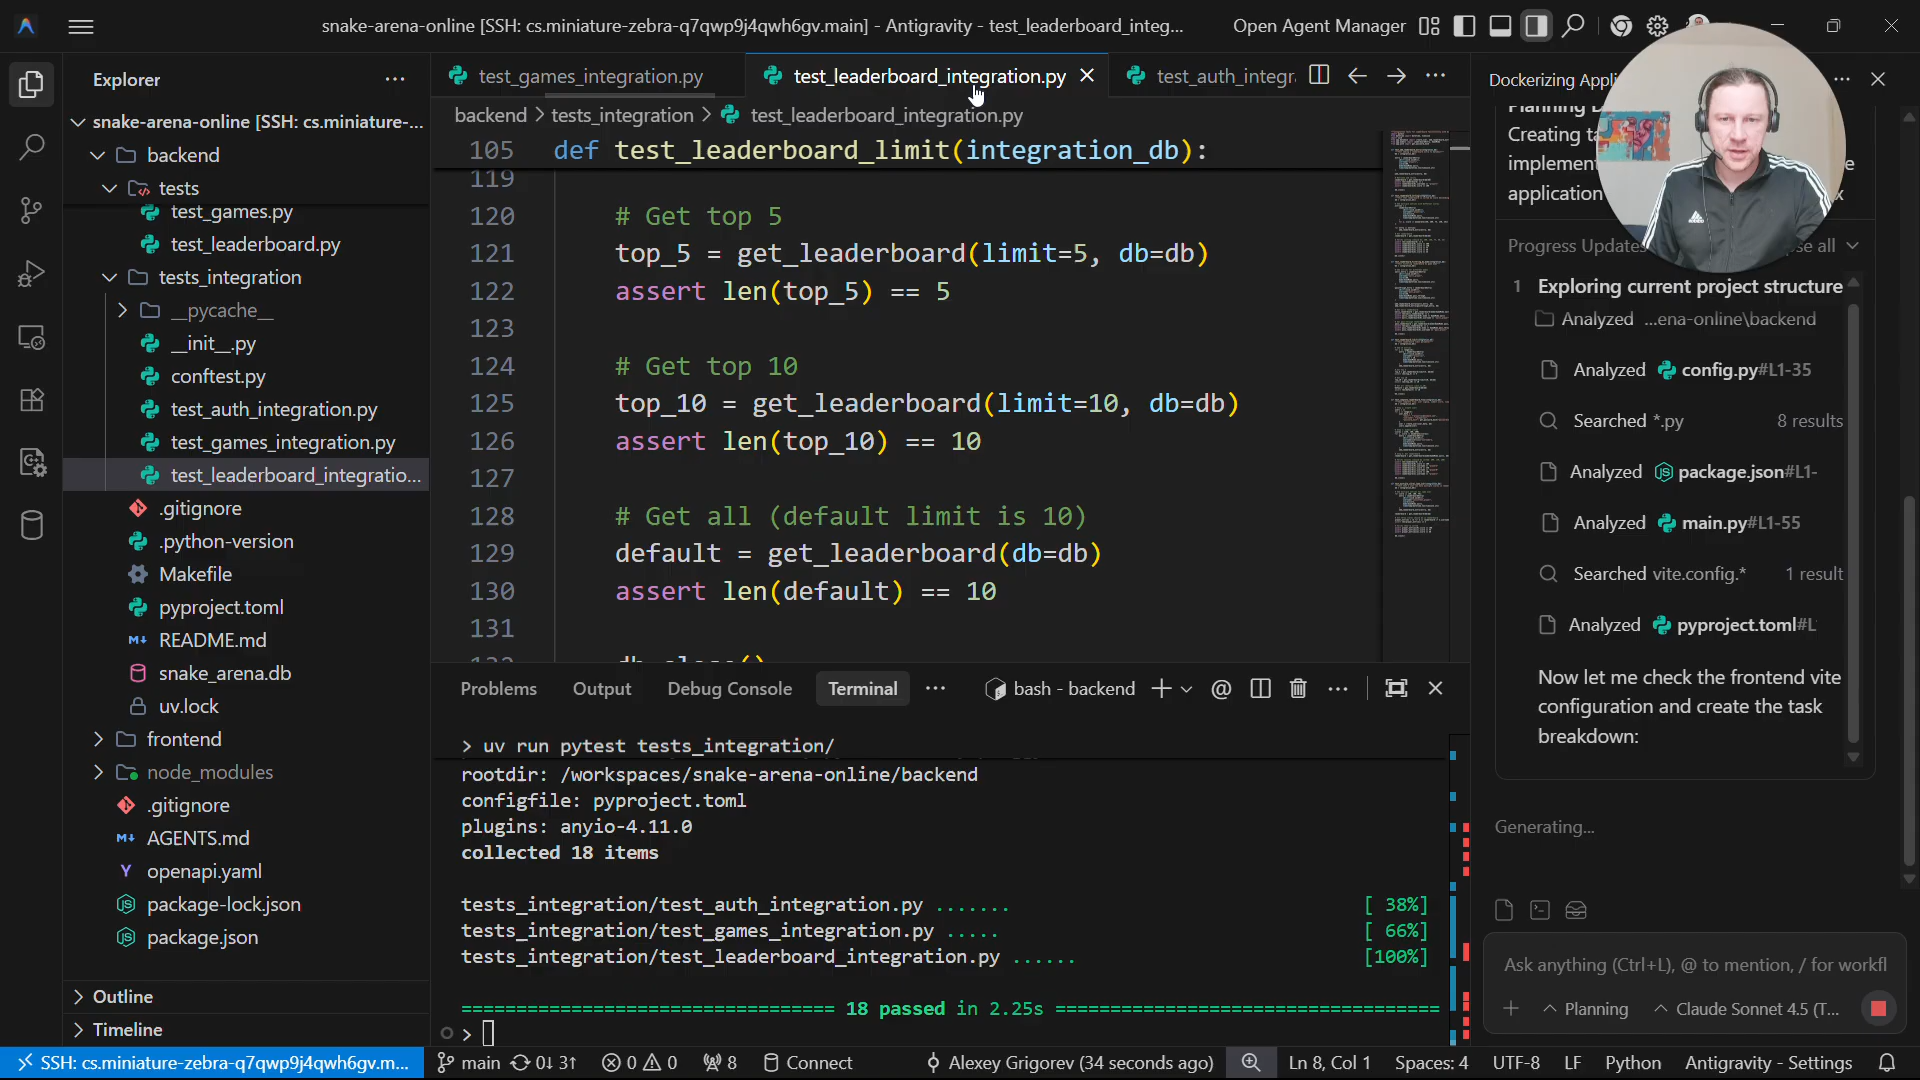 snake-arena-online [SSH: cs.miniature-zebra-q7qwp9j4qwh6gv.main] - Antigravity - test_leaderboard_integ...
Open Agent Manager
Explorer
snake-arena-online [SSH: cs.miniature-...
backend
tests
test_games.py
test_leaderboard.py
tests_integration
__pycache__
__init__.py
conftest.py
test_auth_integration.py
test_games_integration.py
test_leaderboard_integratio...
.gitignore
.python-version
Makefile
pyproject.toml
README.md
snake_arena.db
uv.lock
frontend
node_modules
.gitignore
AGENTS.md
openapi.yaml
package-lock.json
package.json
Outline
Timeline
test_games_integration.py
test_leaderboard_integration.py
test_auth_integr
backend > tests_integration > test_leaderboard_integration.py
105 def test_leaderboard_limit(integration_db):
119
120 # Get top 5
121 top_5 = get_leaderboard(limit=5, db=db)
122 assert len(top_5) == 5
123
124 # Get top 10
125 top_10 = get_leaderboard(limit=10, db=db)
126 assert len(top_10) == 10
127
128 # Get all (default limit is 10)
129 default = get_leaderboard(db=db)
130 assert len(default) == 10
131
132 db.close()
Problems
Output
Debug Console
Terminal
bash - backend
> uv run pytest tests_integration/
rootdir: /workspaces/snake-arena-online/backend
configfile: pyproject.toml
plugins: anyio-4.11.0
collected 18 items
tests_integration/test_auth_integration.py ....... [ 38%]
tests_integration/test_games_integration.py ..... [ 66%]
tests_integration/test_leaderboard_integration.py ...... [100%]
================================== 18 passed in 2.25s ===================================
>
Dockerizing Appl
Planning D
Creating ta
implement
application
Progress Updates
se all
1 Exploring current project structure
Analyzed ...ena-online\backend
Analyzed config.py#L1-35
Searched *.py 8 results
Analyzed package.json#L1-
Analyzed main.py#L1-55
Searched vite.config.* 1 result
Analyzed pyproject.toml#L
Now let me check the frontend vite
configuration and create the task
breakdown:
Generating...
Ask anything (Ctrl+L), @ to mention, / for workfl
Planning
Claude Sonnet 4.5 (T...
SSH: cs.miniature-zebra-q7qwp9j4qwh6gv.m...
main
0↓ 3↑
0
0
8
Connect
Alexey Grigorev (34 seconds ago)
Ln 8, Col 1
Spaces: 4
UTF-8
LF
Python
Antigravity - Settings